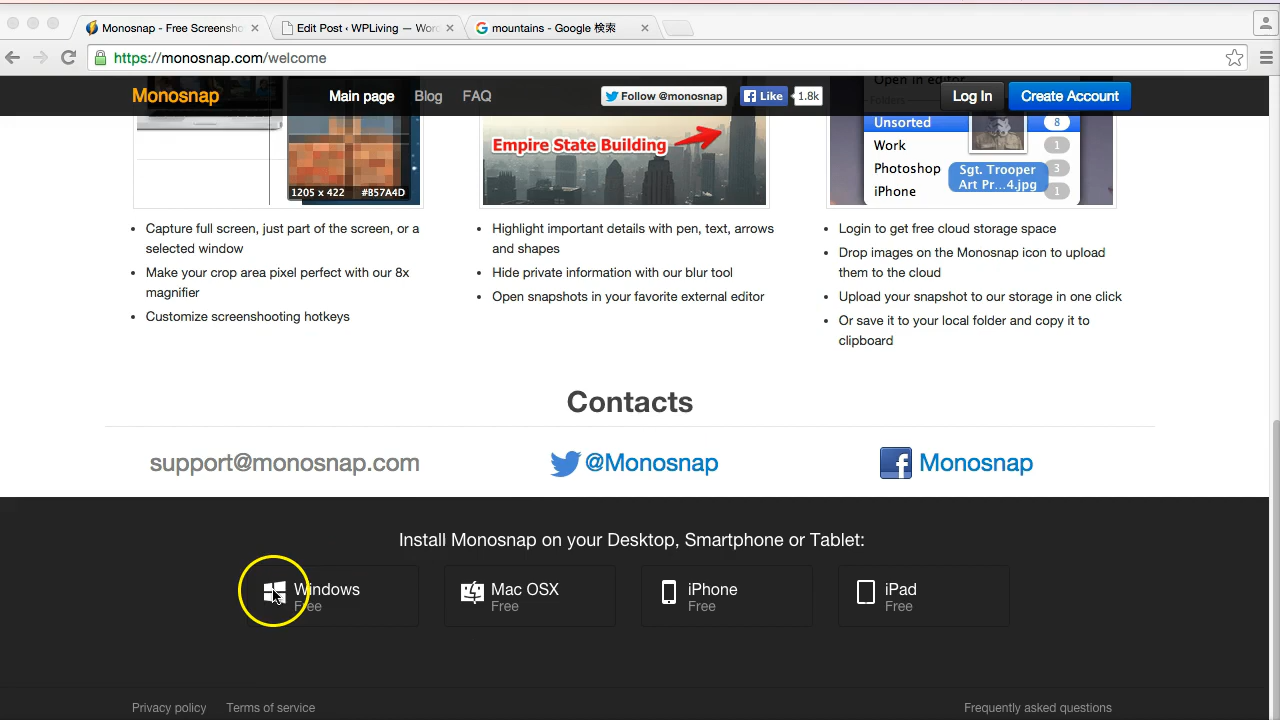 Monosnap - Free Screensho
Edit Post ‹ WPLiving — Wor
mountains - Google 検索
https://monosnap.com/welcome
Monosnap
Main page
Blog
FAQ
Follow @monosnap
Like
1.8k
Log In
Create Account
Open in editor
Folders
Empire State Building
1205 x 422 #B57A4D
Unsorted 8
Work 1
Photoshop 3
iPhone 1
Sgt. Trooper
Art Pr...4.jpg
• Capture full screen, just part of the screen, or a
selected window
• Make your crop area pixel perfect with our 8x
magnifier
• Customize screenshooting hotkeys
• Highlight important details with pen, text, arrows
and shapes
• Hide private information with our blur tool
• Open snapshots in your favorite external editor
• Login to get free cloud storage space
• Drop images on the Monosnap icon to upload
them to the cloud
• Upload your snapshot to our storage in one click
• Or save it to your local folder and copy it to
clipboard
Contacts
support@monosnap.com
@Monosnap
Monosnap
Install Monosnap on your Desktop, Smartphone or Tablet:
Windows
Free
Mac OSX
Free
iPhone
Free
iPad
Free
Privacy policy
Terms of service
Frequently asked questions